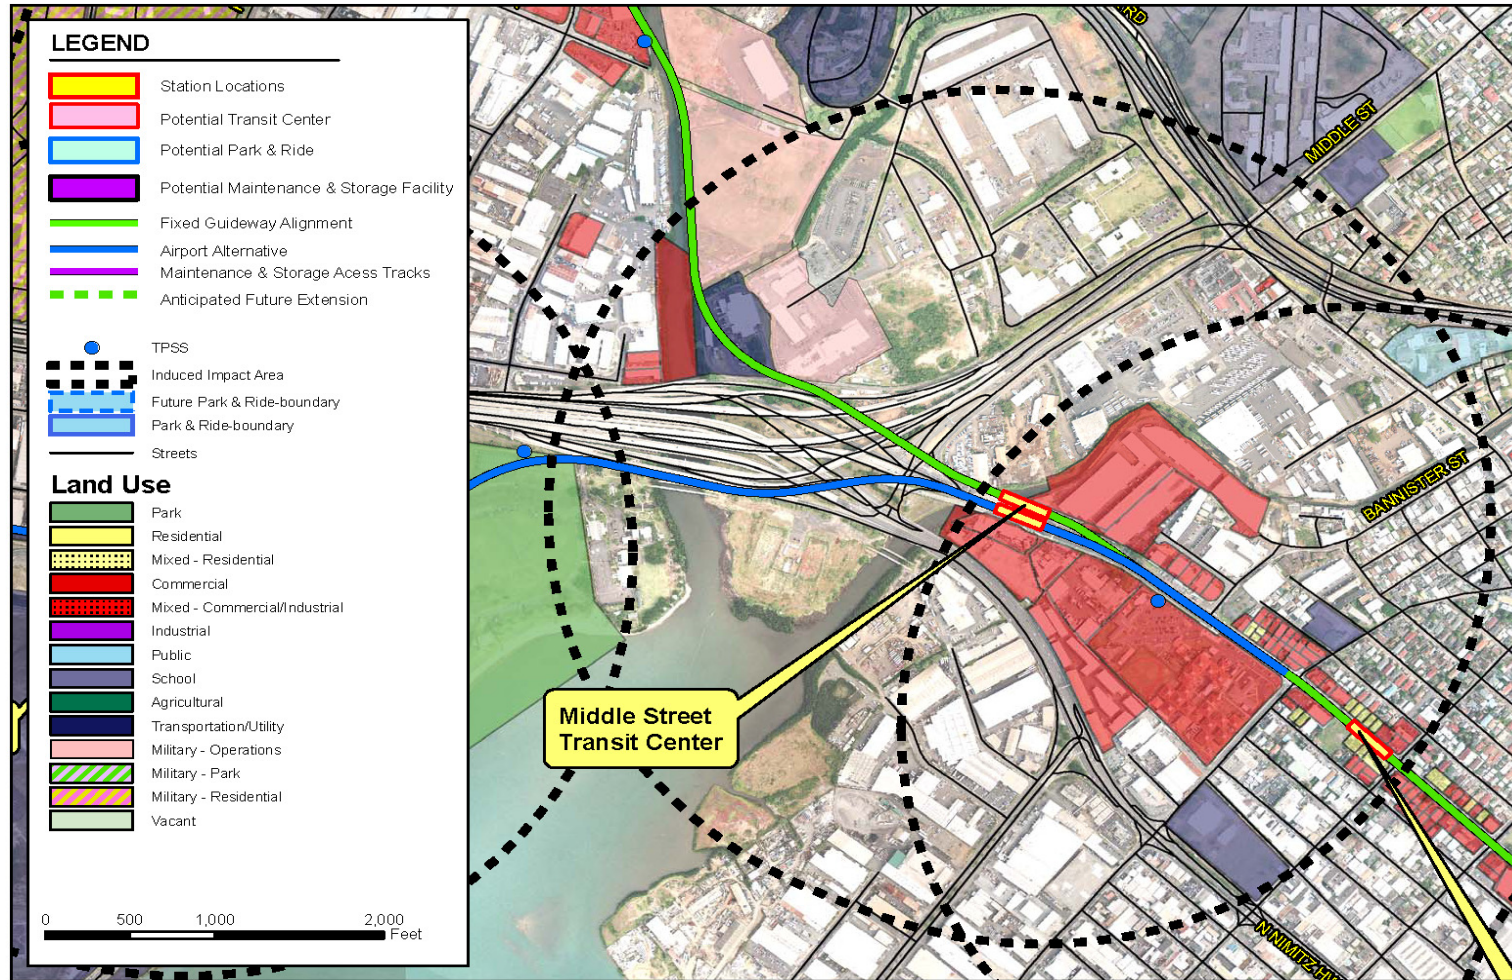 LEGEND
Station Locations
Potential Transit Center
Potential Park & Ride
Potential Maintenance & Storage Facility
Fixed Guideway Alignment
Airport Alternative
Maintenance & Storage Acess Tracks
Anticipated Future Extension
TPSS
Induced Impact Area
Future Park & Ride-boundary
Park & Ride-boundary
Streets
Land Use
Park
Residential
Mixed - Residential
Commercial
Mixed - Commercial/Industrial
Industrial
Public
School
Agricultural
Transportation/Utility
Military - Operations
Military - Park
Military - Residential
Vacant
0 500 1,000 2,000
Feet
MIDDLE ST
BANNISTER ST
Middle Street
Transit Center